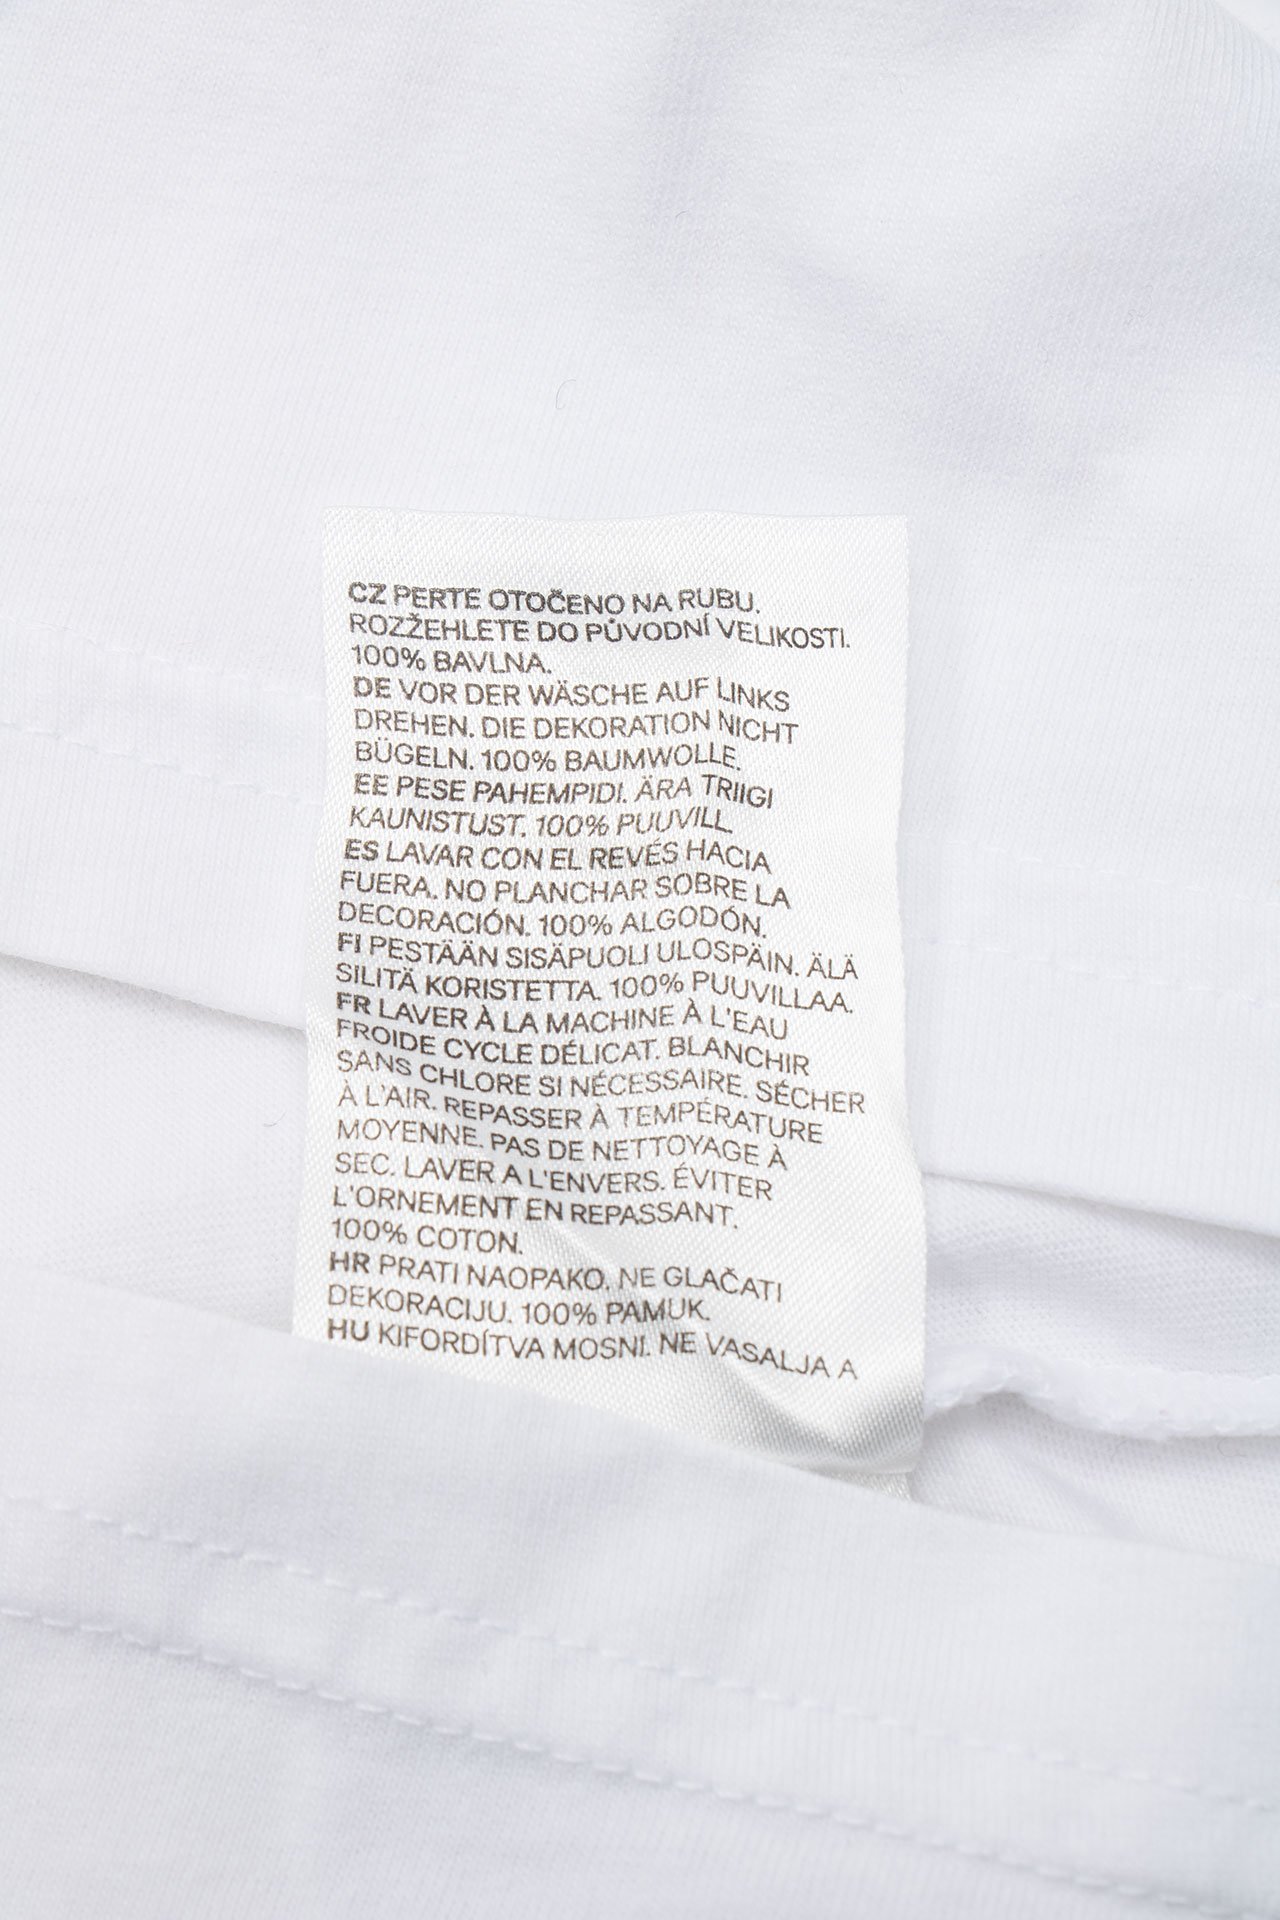 CZ PERTE OTOČENO NA RUBU.
ROZŽEHLETE DO PŮVODNÍ VELIKOSTI.
100% BAVLNA.
DE VOR DER WÄSCHE AUF LINKS
DREHEN. DIE DEKORATION NICHT
BÜGELN. 100% BAUMWOLLE.
EE PESE PAHEMPIDI. ÄRA TRIIGI
KAUNISTUST. 100% PUUVILL
ES LAVAR CON EL REVÉS HACIA
FUERA. NO PLANCHAR SOBRE LA
DECORACIÓN. 100% ALGODÓN.
FI PESTÄÄN SISÄPUOLI ULOSPÄIN. ÄLÄ
SILITÄ KORISTETTA. 100% PUUVILLAA.
FR LAVER À LA MACHINE À L'EAU
FROIDE CYCLE DÉLICAT. BLANCHIR
SANS CHLORE SI NÉCESSAIRE. SÉCHER
À L'AIR. REPASSER À TEMPÉRATURE
MOYENNE. PAS DE NETTOYAGE À
SEC. LAVER A L'ENVERS. ÉVITER
L'ORNEMENT EN REPASSANT.
100% COTON.
HR PRATI NAOPAKO. NE GLAČATI
DEKORACIJU. 100% PAMUK.
HU KIFORDÍTVA MOSNI. NE VASALJA A